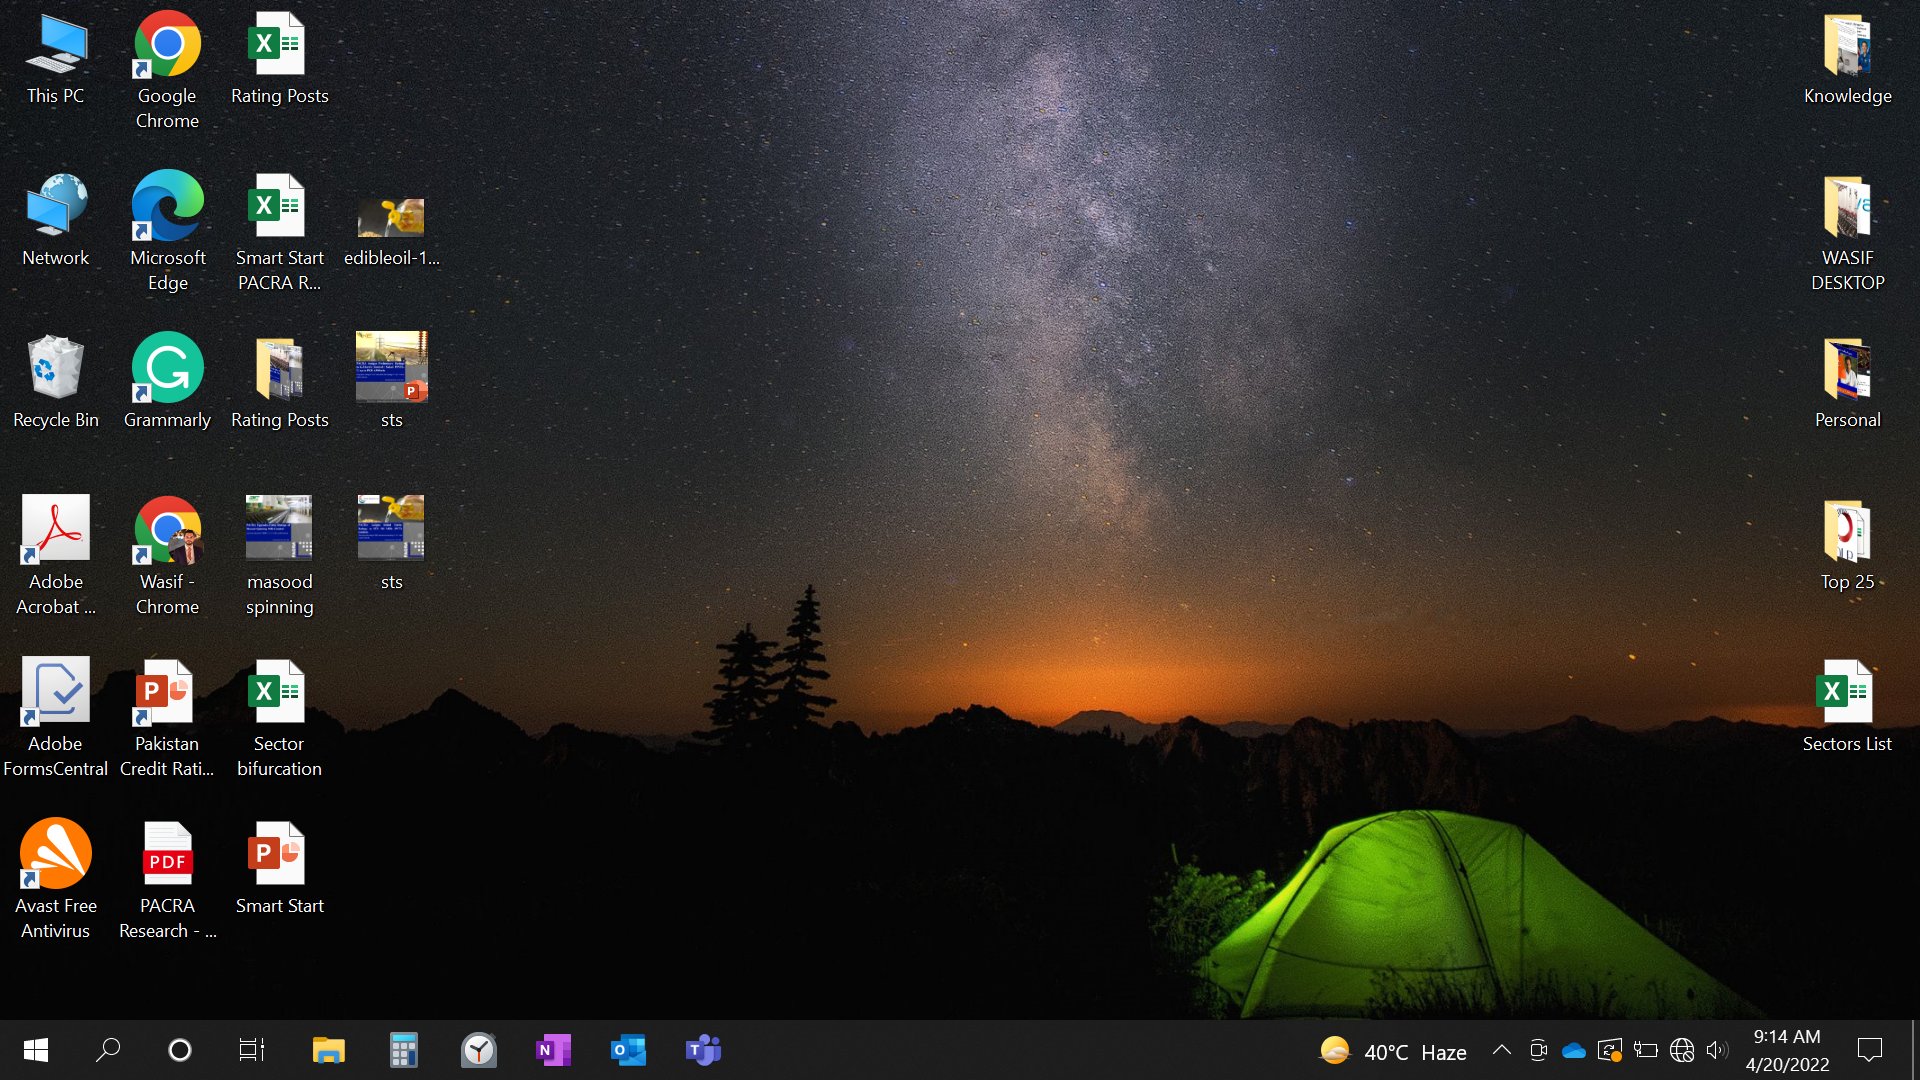 This PC
Google
Chrome
Rating Posts
Knowledge
Network
Microsoft
Edge
Smart Start
PACRA R...
edibleoil-1...
WASIF
DESKTOP
Recycle Bin
Grammarly
Rating Posts
sts
Personal
Adobe
Acrobat ...
Wasif -
Chrome
masood
spinning
sts
Top 25
Adobe
FormsCentral
Pakistan
Credit Rati...
Sector
bifurcation
Sectors List
Avast Free
Antivirus
PDF
PACRA
Research - ...
Smart Start
40°C Haze
9:14 AM
4/20/2022